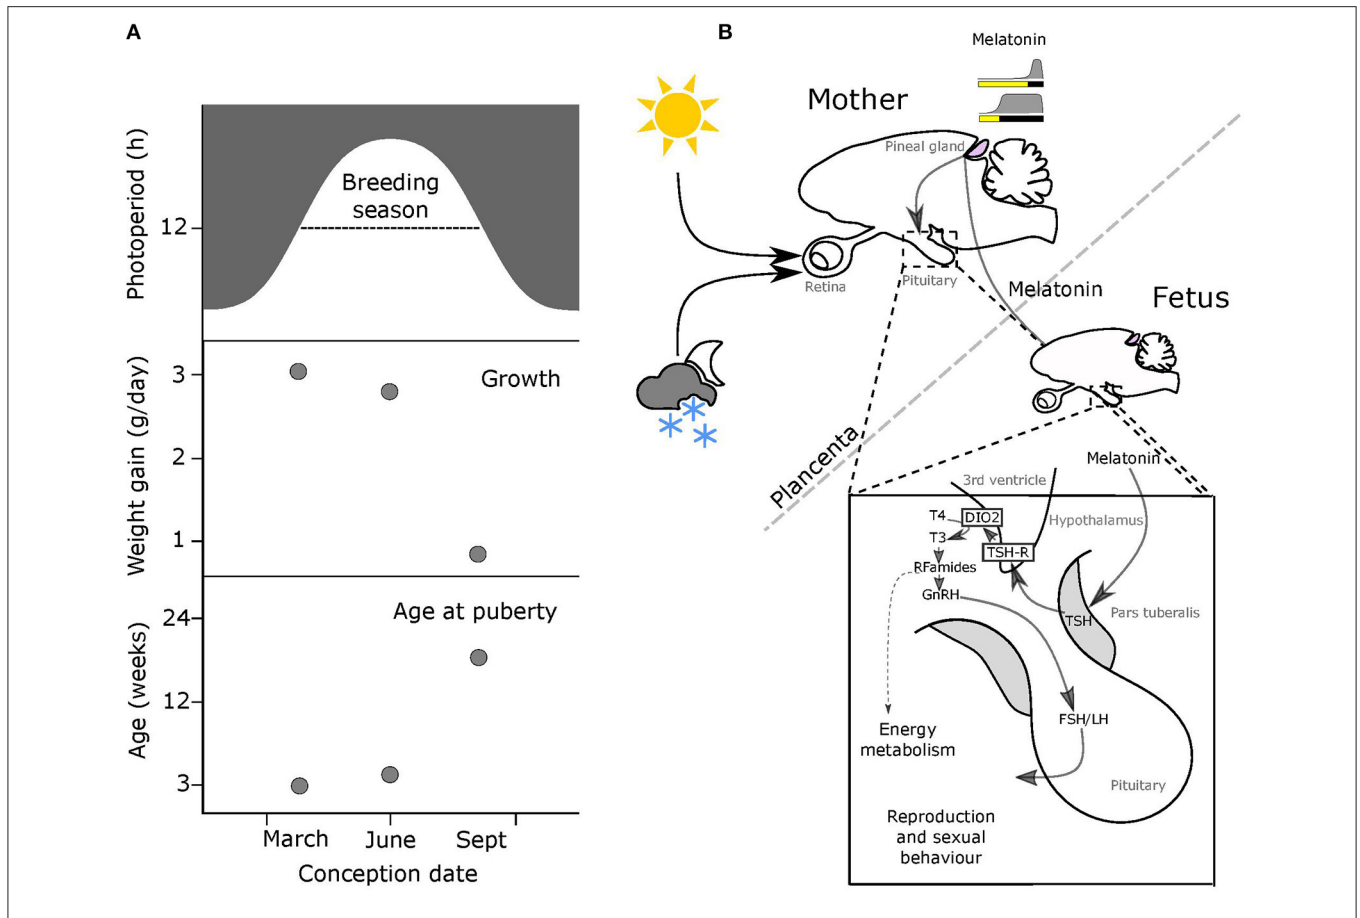 A
Photoperiod (h)
12
Breeding
season
Weight gain (g/day)
3
2
1
Growth
Age (weeks)
24
12
3
Age at puberty
March
June
Sept
Conception date
B
Melatonin
Mother
Pineal gland
Retina
Pituitary
Melatonin
Fetus
Plancenta
Melatonin
3rd ventricle
Hypothalamus
T4
DIO2
T3
TSH-R
RFamides
GnRH
TSH
Pars tuberalis
FSH/LH
Energy
metabolism
Pituitary
Reproduction
and sexual
behaviour